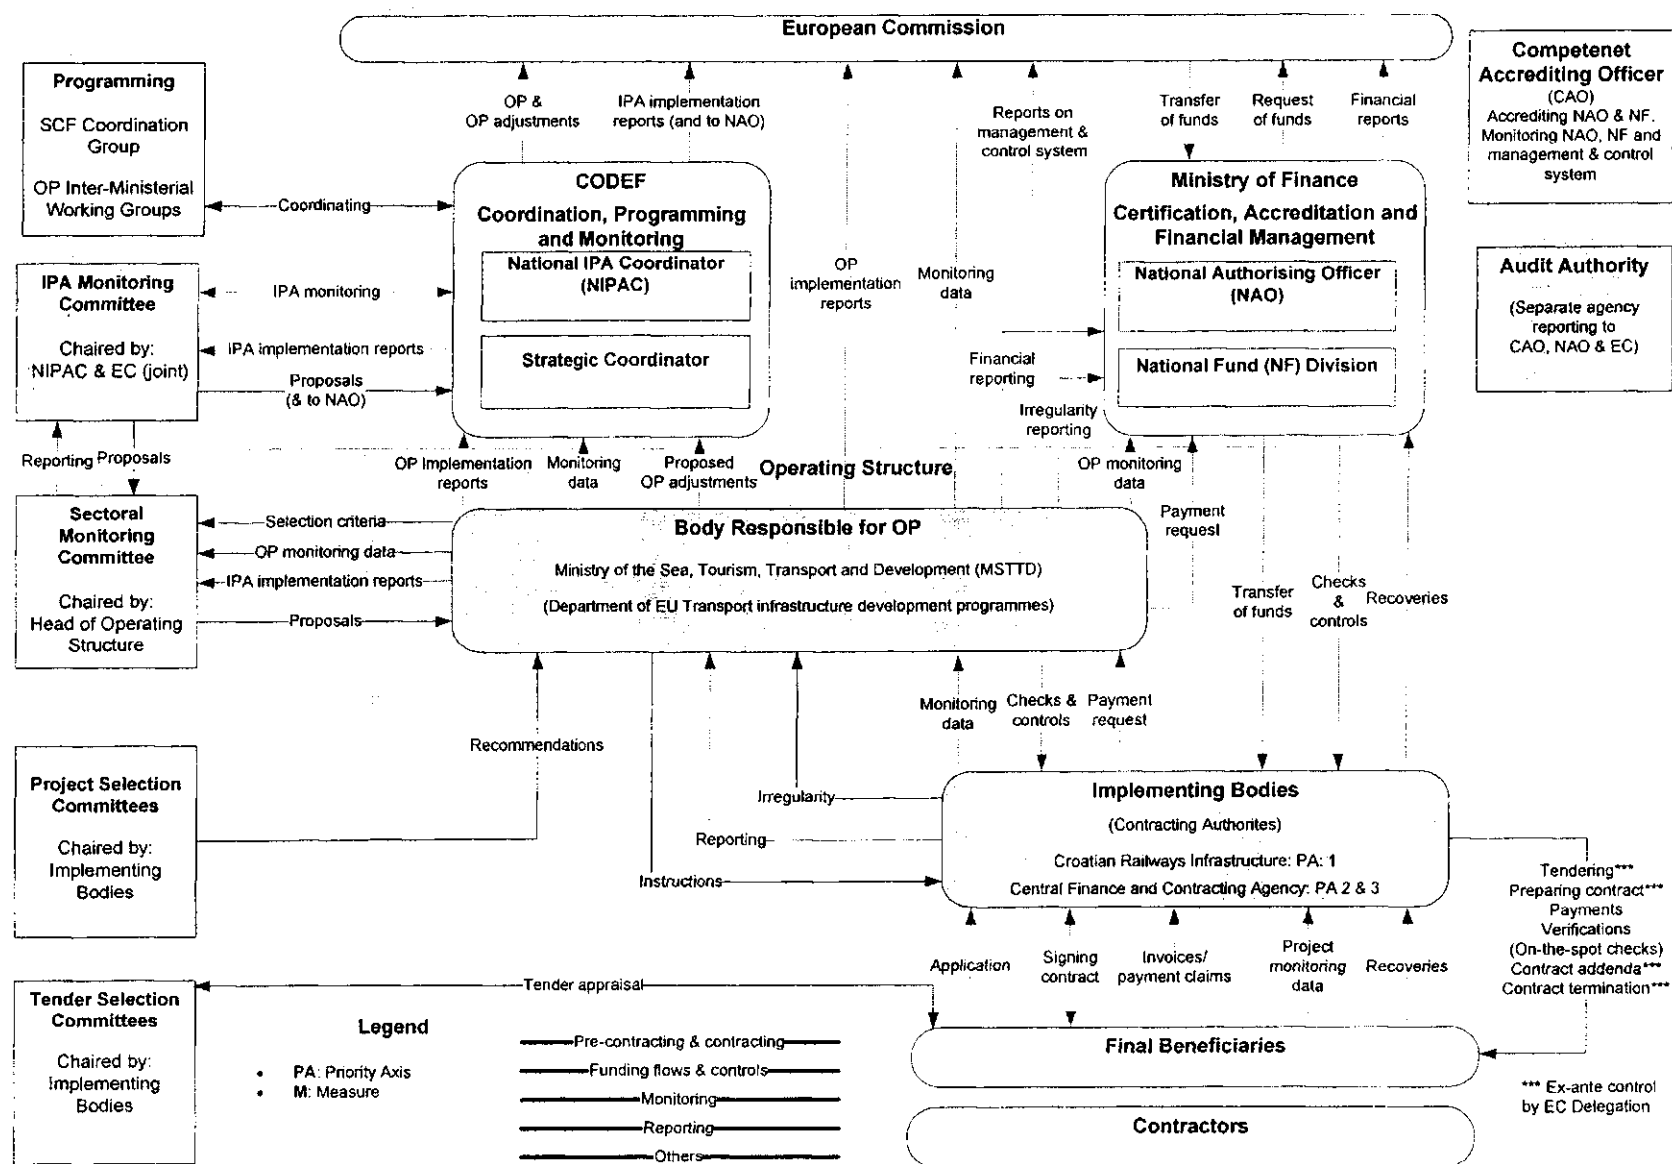 European Commission
Programming
SCF Coordination
Group
OP Inter-Ministerial
Working Groups
OP &
OP adjustments
IPA implementation
reports (and to NAO)
Reports on
management &
control system
Transfer
of funds
Request
of funds
Financial
reports
Competenet
Accrediting Officer
(CAO)
Accrediting NAO & NF.
Monitoring NAO, NF and
management & control
system
Coordinating
CODEF
Coordination, Programming
and Monitoring
National IPA Coordinator
(NIPAC)
Strategic Coordinator
OP
implementation
reports
Monitoring
data
Ministry of Finance
Certification, Accreditation and
Financial Management
National Authorising Officer
(NAO)
National Fund (NF) Division
Audit Authority
(Separate agency
reporting to
CAO, NAO & EC)
IPA Monitoring
Committee
Chaired by:
NIPAC & EC (joint)
IPA monitoring
IPA implementation reports
Proposals
(& to NAO)
Financial
reporting
Irregularity
reporting
Reporting
Proposals
OP Implementation
reports
Monitoring
data
Proposed
OP adjustments
Operating Structure
OP monitoring
data
Payment
request
Sectoral
Monitoring
Committee
Chaired by:
Head of Operating
Structure
Selection criteria
OP monitoring data
IPA implementation reports
Proposals
Body Responsible for OP
Ministry of the Sea, Tourism, Transport and Development (MSTTD)
(Department of EU Transport infrastructure development programmes)
Transfer
of funds
Checks
&
controls
Recoveries
Monitoring
data
Checks &
controls
Payment
request
Recommendations
Project Selection
Committees
Chaired by:
Implementing
Bodies
Irregularity
Reporting
Instructions
Implementing Bodies
(Contracting Authorites)
Croatian Railways Infrastructure: PA: 1
Central Finance and Contracting Agency: PA 2 & 3
Tendering***
Preparing contract***
Payments
Verifications
(On-the-spot checks)
Contract addenda***
Contract termination***
Application
Signing
contract
Invoices/
payment claims
Project
monitoring
data
Recoveries
Tender appraisal
Tender Selection
Committees
Chaired by:
Implementing
Bodies
Legend
• PA: Priority Axis
• M: Measure
Pre-contracting & contracting
Funding flows & controls
Monitoring
Reporting
Others
Final Beneficiaries
Contractors
*** Ex-ante control
by EC Delegation